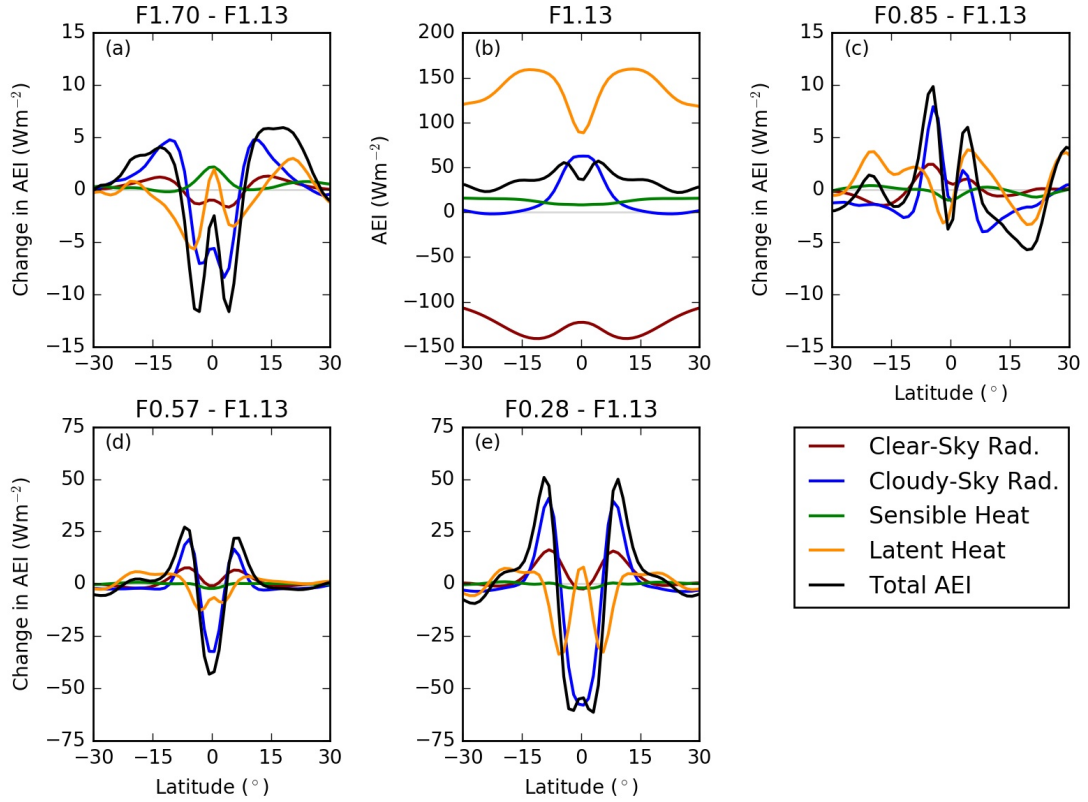 F1.70 - F1.13
F1.13
F0.85 - F1.13
(a)
(b)
(c)
Change in AEI (Wm−2)
15
10
5
0
−5
−10
−15
−30 −15 0 15 30
AEI (Wm−2)
200
150
100
50
0
−50
−100
−150
−30 −15 0 15 30
Change in AEI (Wm−2)
15
10
5
0
−5
−10
−15
−30 −15 0 15 30
Latitude (°)
F0.57 - F1.13
F0.28 - F1.13
(d)
(e)
Change in AEI (Wm−2)
75
50
25
0
−25
−50
−75
−30 −15 0 15 30
Latitude (°)
75
50
25
0
−25
−50
−75
−30 −15 0 15 30
Latitude (°)
Clear-Sky Rad.
Cloudy-Sky Rad.
Sensible Heat
Latent Heat
Total AEI